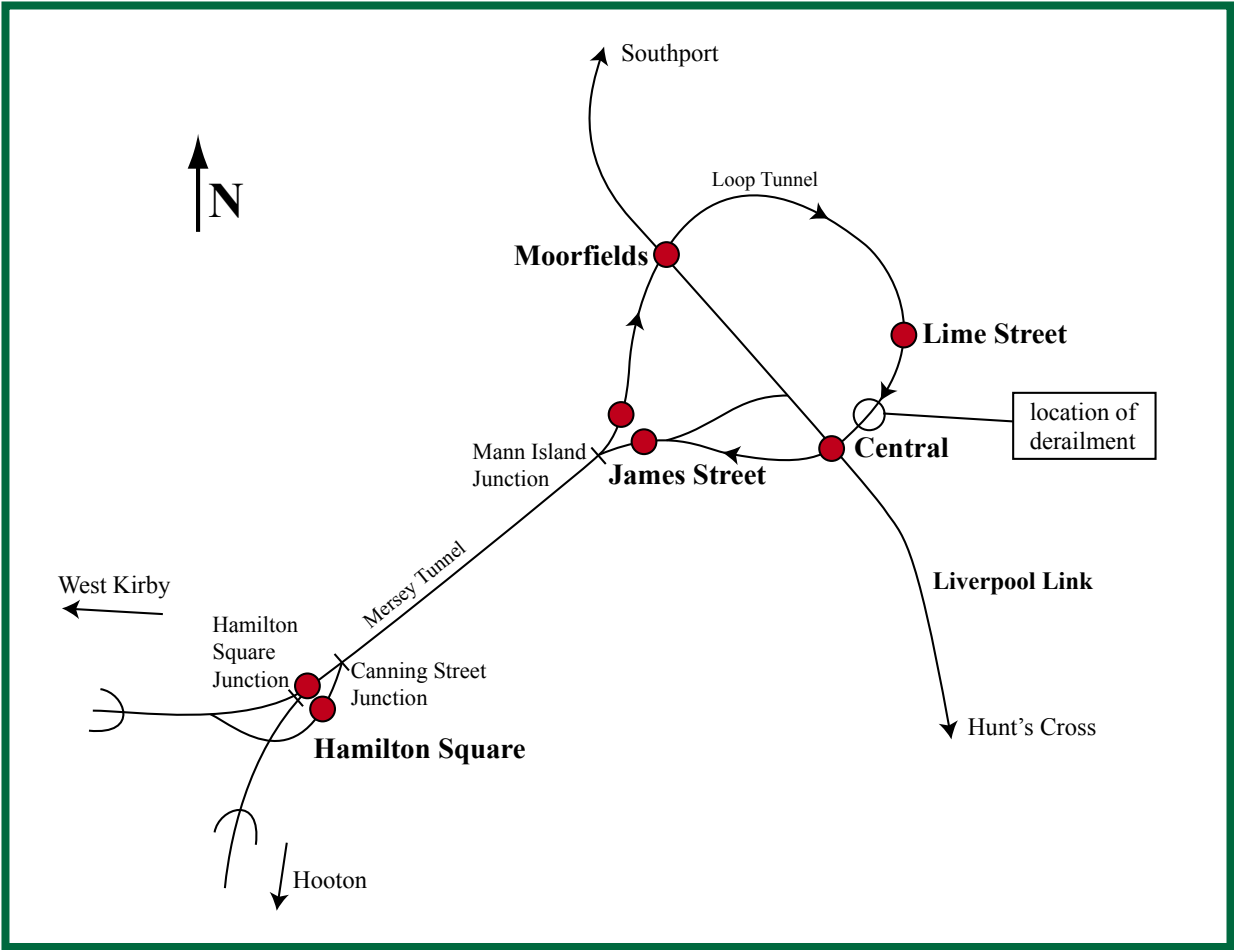 Southport
Loop Tunnel
N
Moorfields
Lime Street
location of
derailment
Mann Island
Junction
Central
James Street
Mersey Tunnel
Liverpool Link
West Kirby
Hamilton
Square
Junction
Canning Street
Junction
Hamilton Square
Hunt's Cross
Hooton